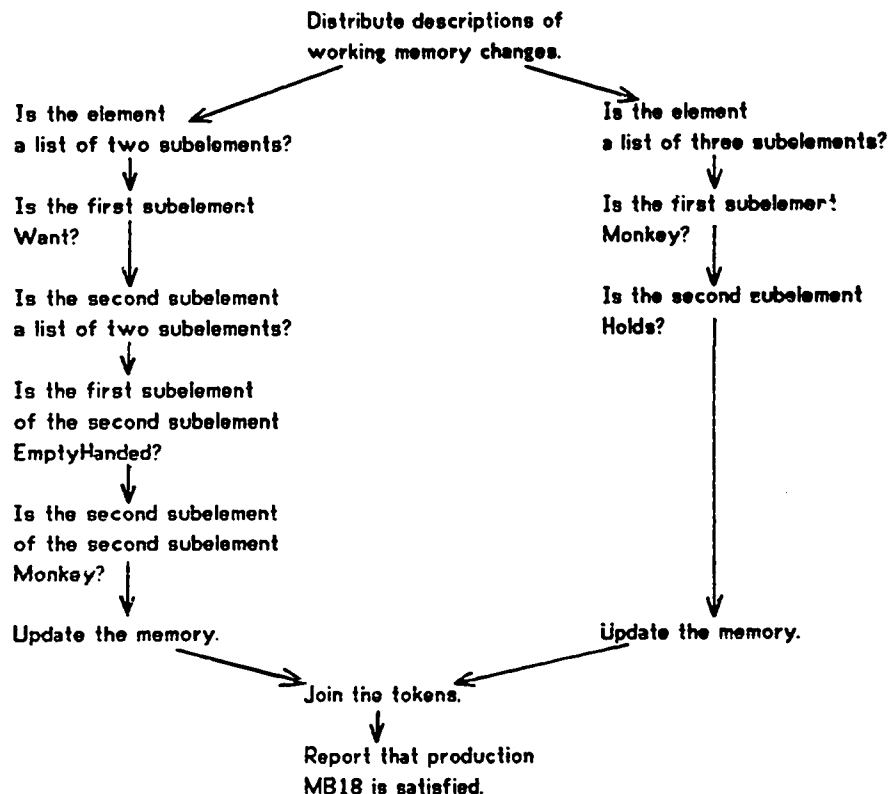 Distribute descriptions of
working memory changes.
Is the element
a list of two subelements?
Is the first subelement
Want?
Is the second subelement
a list of two subelements?
Is the first subelement
of the second subelement
EmptyHanded?
Is the second subelement
of the second subelement
Monkey?
Update the memory.
Is the element
a list of three subelements?
Is the first subelement
Monkey?
Is the second subelement
Holds?
Update the memory.
Join the tokens.
Report that production
MB18 is satisfied.